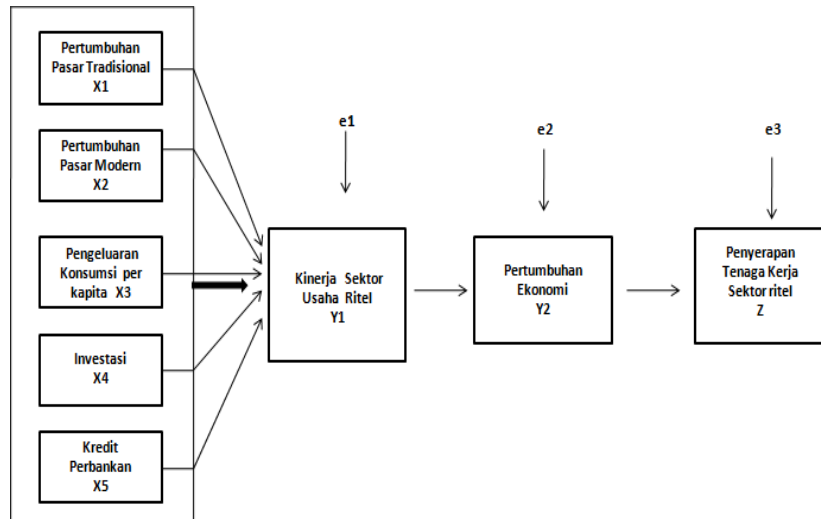 Pertumbuhan
Pasar Tradisional
X1
Pertumbuhan
Pasar Modern
X2
Pengeluaran
Konsumsi per
kapita X3
Investasi
X4
Kredit
Perbankan
X5
e1
Kinerja Sektor
Usaha Ritel
Y1
e2
Pertumbuhan
Ekonomi
Y2
e3
Penyerapan
Tenaga Kerja
Sektor ritel
Z